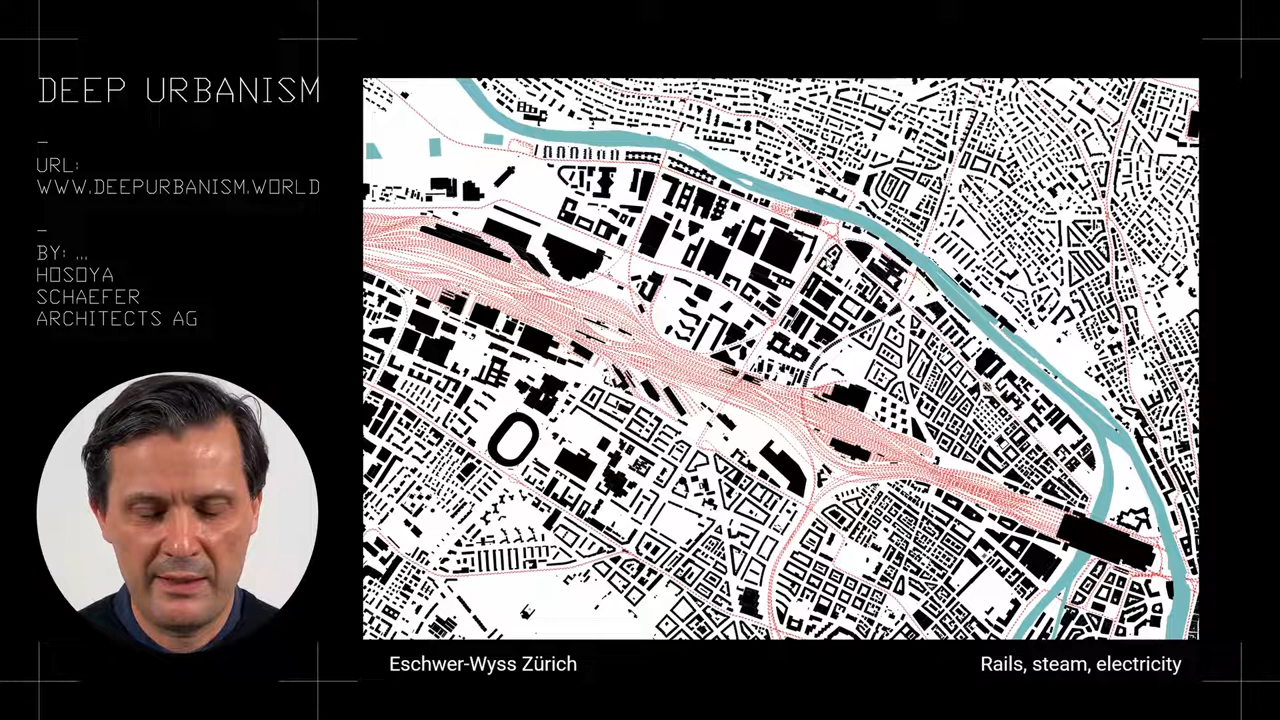 DEEP URBANISM
–
URL:
WWW.DEEPURBANISM.WORLD
–
BY: ...
HOSOYA
SCHAEFER
ARCHITECTS AG
Eschwer-Wyss Zürich
Rails, steam, electricity